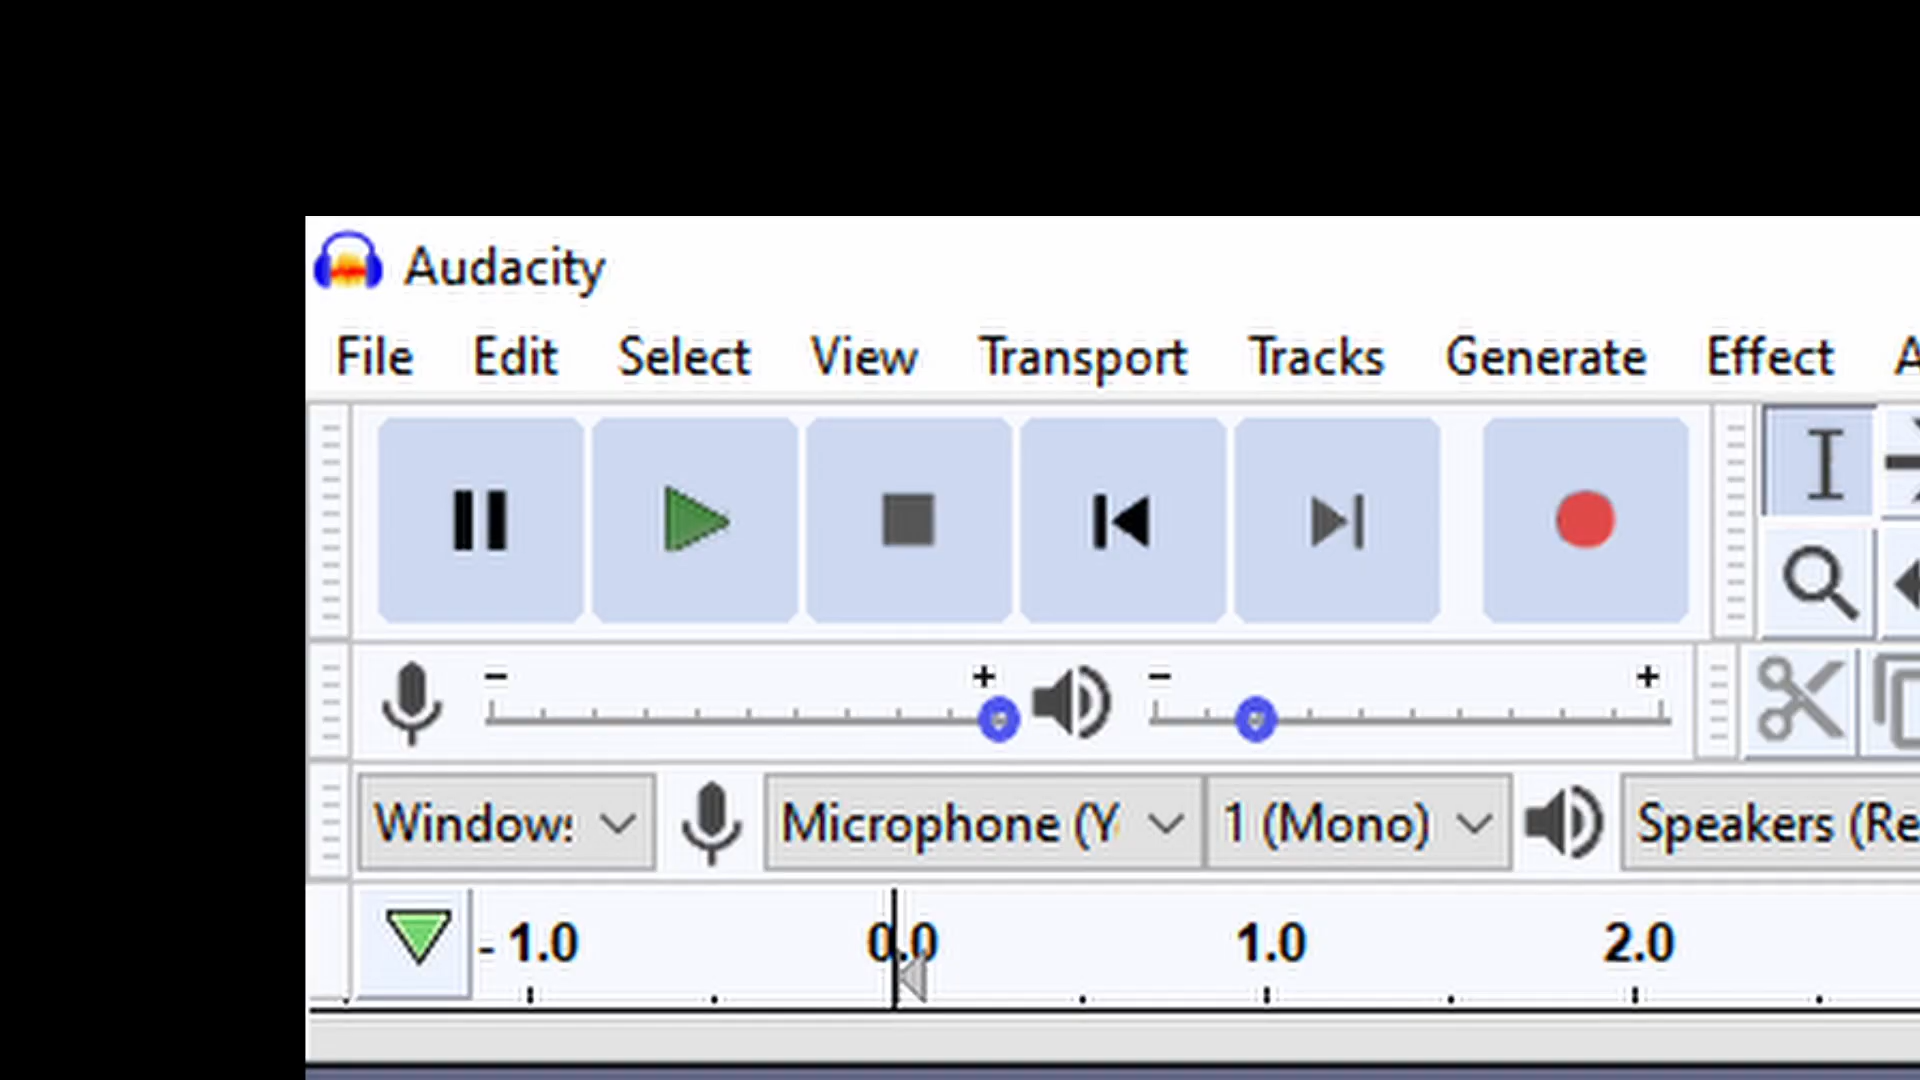 Audacity
File Edit Select View Transport Tracks Generate Effect
- + - +
Windows Microphone (Y 1 (Mono) Speakers (Re
- 1.0 0.0 1.0 2.0